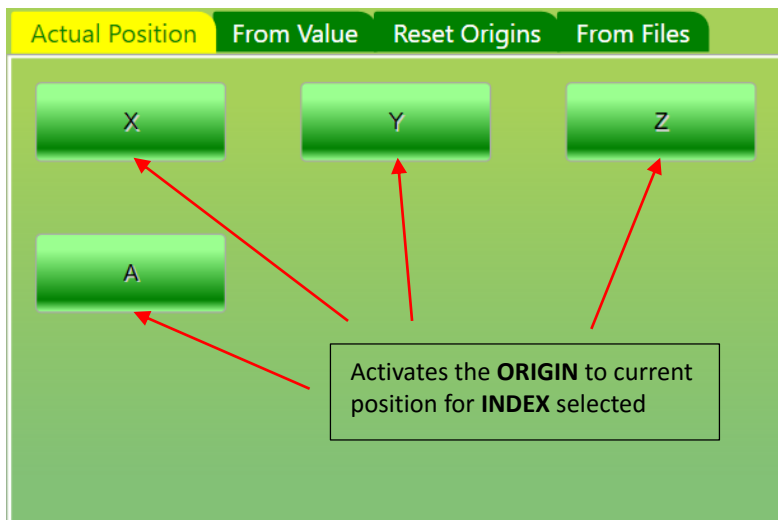 Actual Position From Value Reset Origins From Files
X Y Z
A
Activates the ORIGIN to current
position for INDEX selected